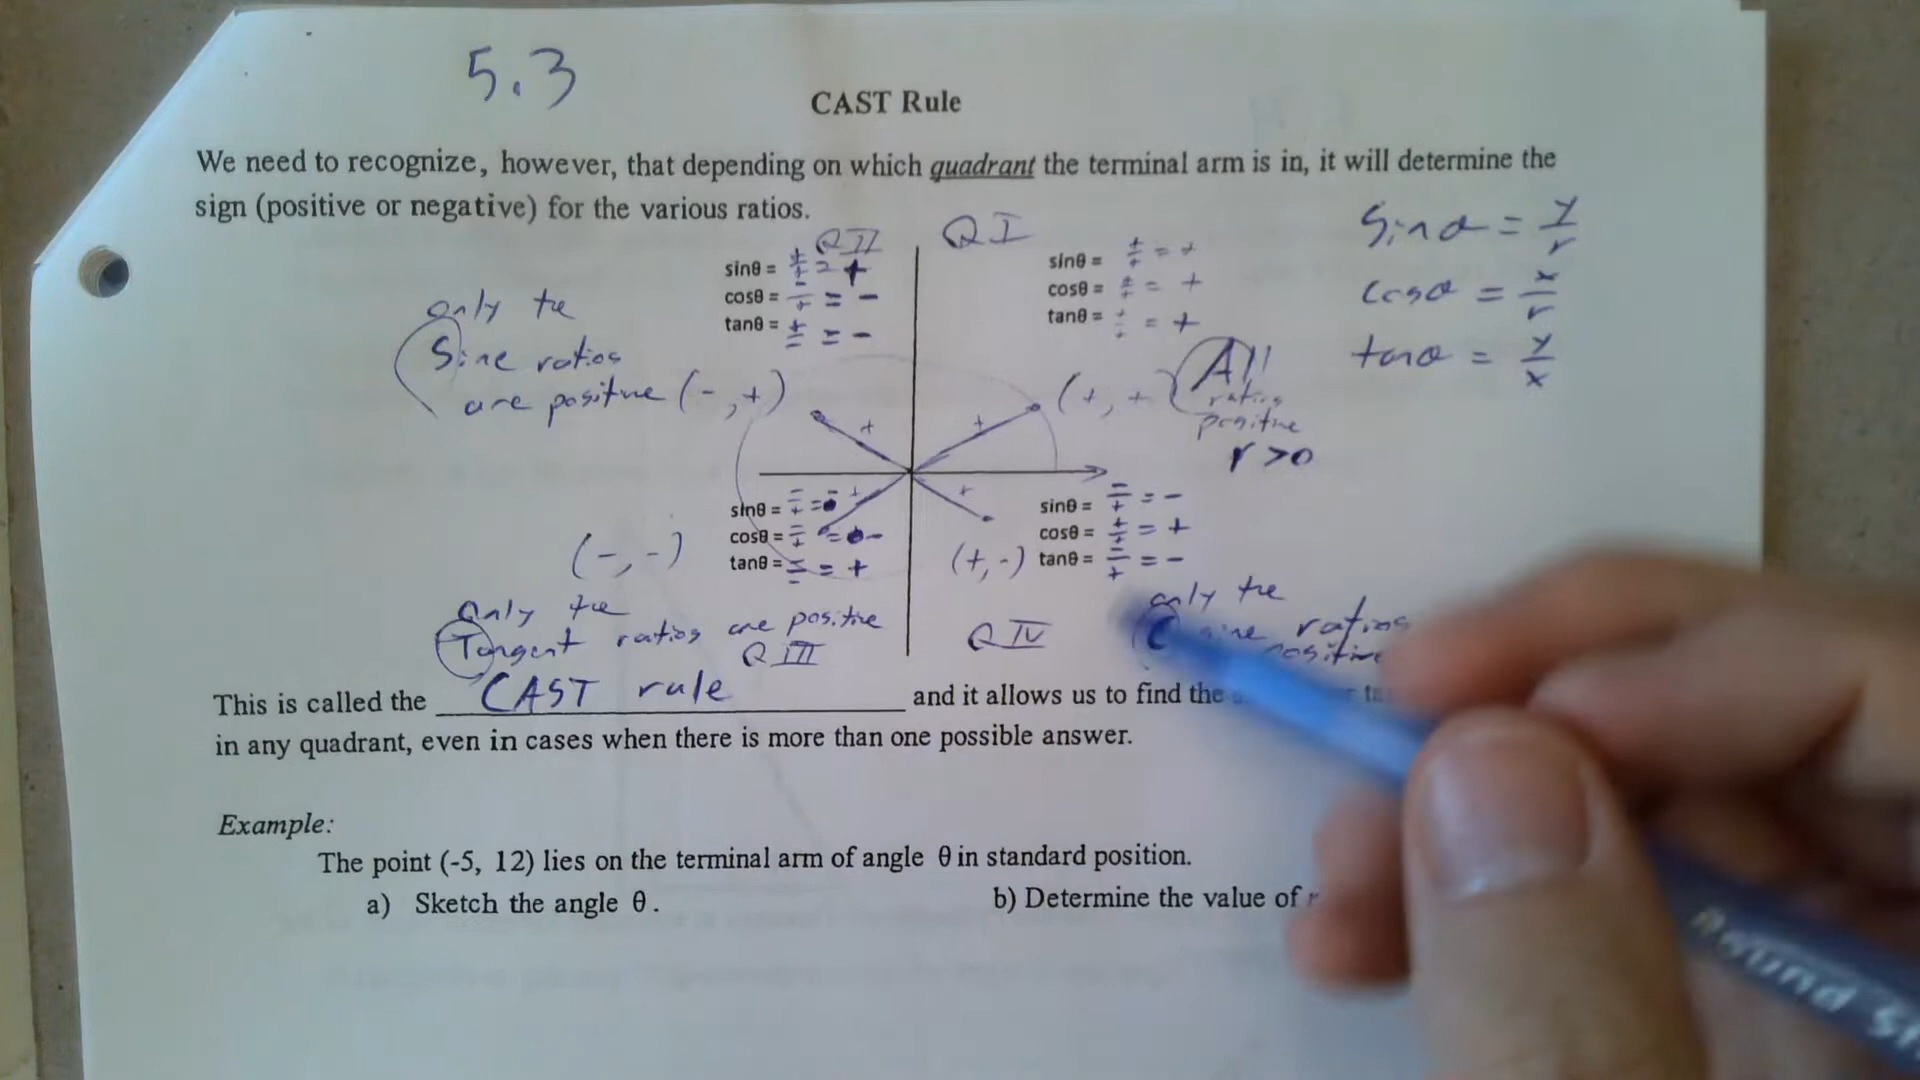 5.3
CAST Rule
We need to recognize, however, that depending on which quadrant the terminal arm is in, it will determine the
sign (positive or negative) for the various ratios.
QII
sinθ = + / + = +
cosθ = - / + = -
tanθ = + / - = -
only the
Sine ratios
are positive (-,+)
+
QI
sinθ = + / + = +
cosθ = + / + = +
tanθ = + / + = +
(+,+)
+
All
ratios
positive
r >0
sinθ = y / r
cosθ = x / r
tanθ = y / x
sinθ = - / + =
cosθ = - / + = -
tanθ = - / - = +
(-,-)
+
Only the
Tangent ratios are positive
QIII
sinθ = - / + = -
cosθ = + / + = +
tanθ = - / + = -
(+,-)
+
QIV
only the
ratios
positive
This is called the CAST rule and it allows us to find the
in any quadrant, even in cases when there is more than one possible answer.
Example:
The point (-5, 12) lies on the terminal arm of angle θ in standard position.
a) Sketch the angle θ.
b) Determine the value of r